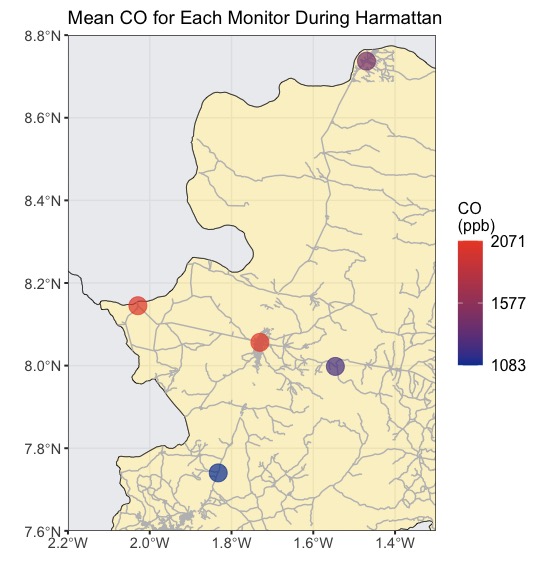 Mean CO for Each Monitor During Harmattan
8.8°N
8.6°N
8.4°N
8.2°N
8.0°N
7.8°N
7.6°N
2.2°W 2.0°W 1.8°W 1.6°W 1.4°W
CO
(ppb)
2071
1577
1083